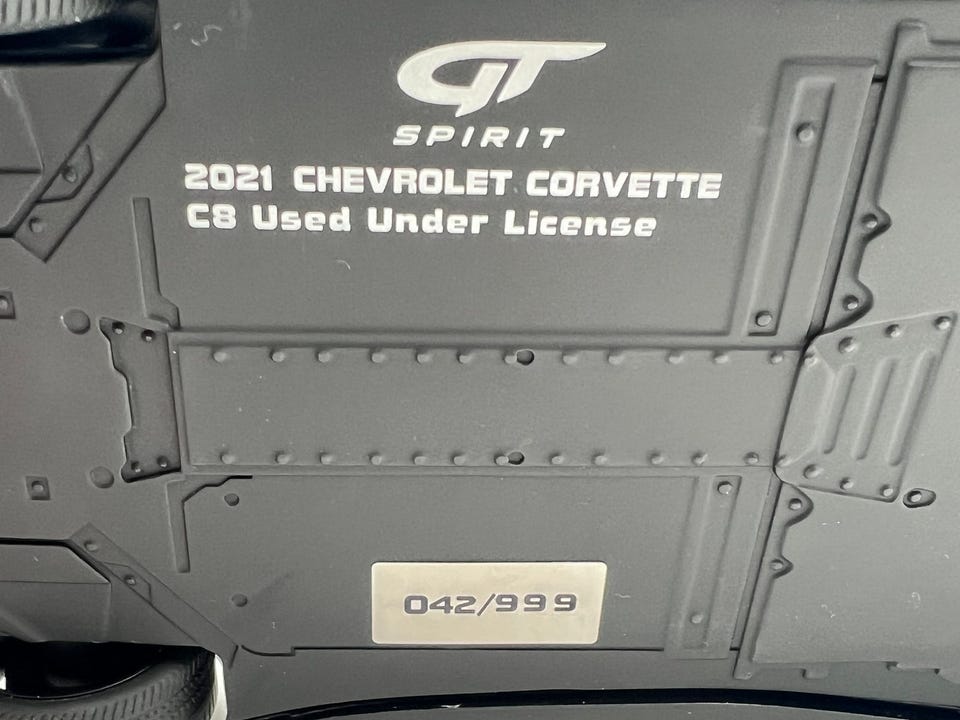 GT
SPIRIT
2021 CHEVROLET CORVETTE
C8 Used Under License
042/999